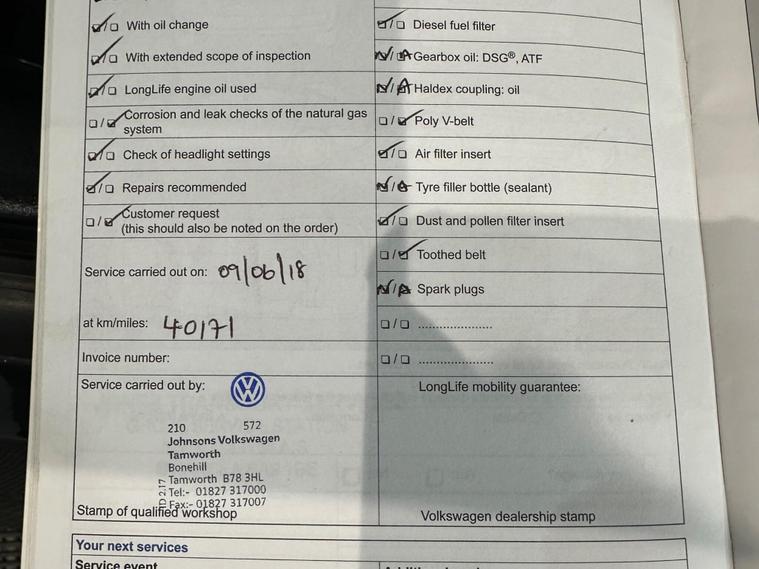 With oil change
With extended scope of inspection
LongLife engine oil used
Corrosion and leak checks of the natural gas
system
Check of headlight settings
Repairs recommended
Customer request
(this should also be noted on the order)
Service carried out on: 09/06/18
at km/miles: 40171
Invoice number:
Service carried out by:
210 572
Johnsons Volkswagen
Tamworth
Bonehill
Tamworth B78 3HL
Tel:- 01827 317000
Fax:- 01827 317007
ID 2.17
Stamp of qualified workshop
Diesel fuel filter
N/A Gearbox oil: DSG®, ATF
N/A Haldex coupling: oil
Poly V-belt
Air filter insert
N/A Tyre filler bottle (sealant)
Dust and pollen filter insert
Toothed belt
N/A Spark plugs
LongLife mobility guarantee:
Volkswagen dealership stamp
Your next services
Service event